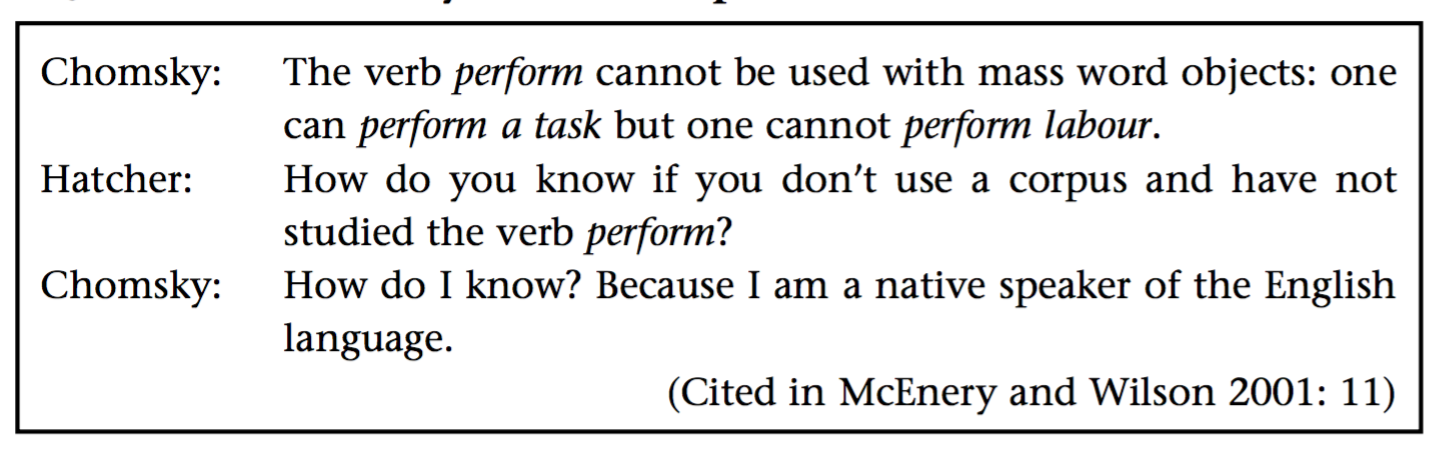 Chomsky: The verb perform cannot be used with mass word objects: one
can perform a task but one cannot perform labour.
Hatcher: How do you know if you don’t use a corpus and have not
studied the verb perform?
Chomsky: How do I know? Because I am a native speaker of the English
language.
(Cited in McEnery and Wilson 2001: 11)